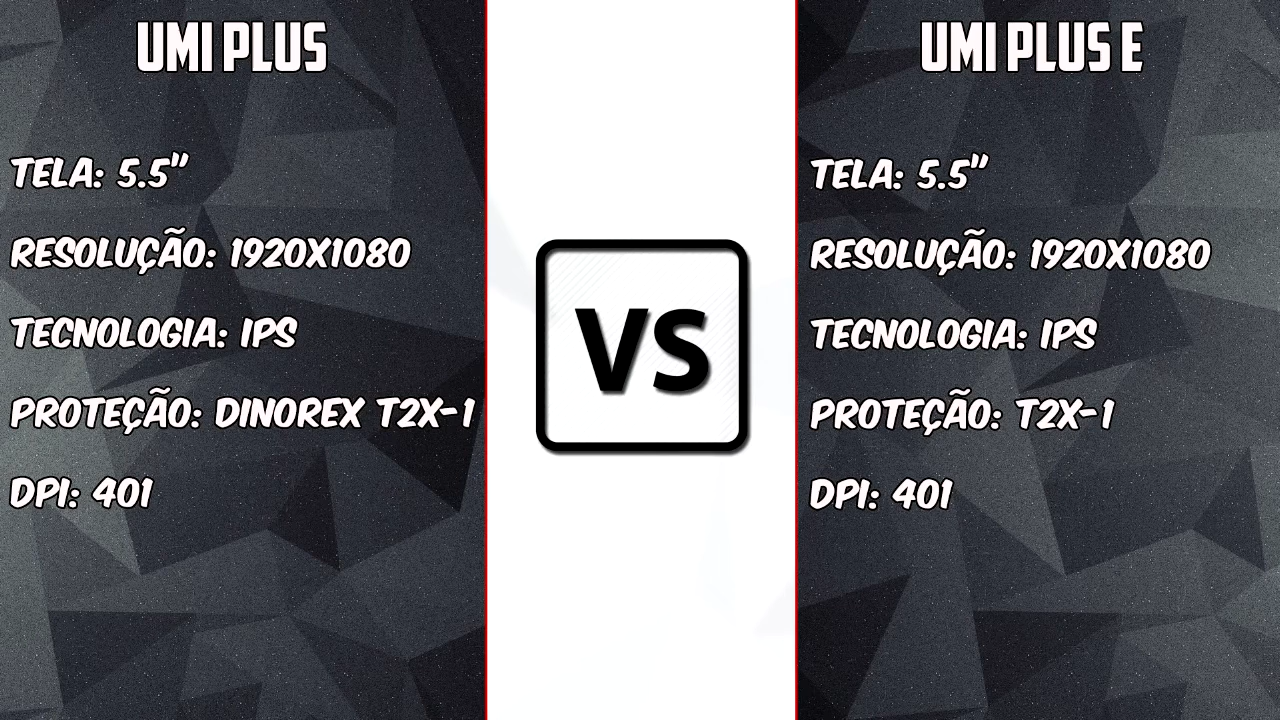 UMI PLUS
TELA: 5.5"
RESOLUÇÃO: 1920X1080
TECNOLOGIA: IPS
PROTEÇÃO: DINOREX T2X-1
DPI: 401
VS
UMI PLUS E
TELA: 5.5"
RESOLUÇÃO: 1920X1080
TECNOLOGIA: IPS
PROTEÇÃO: T2X-1
DPI: 401